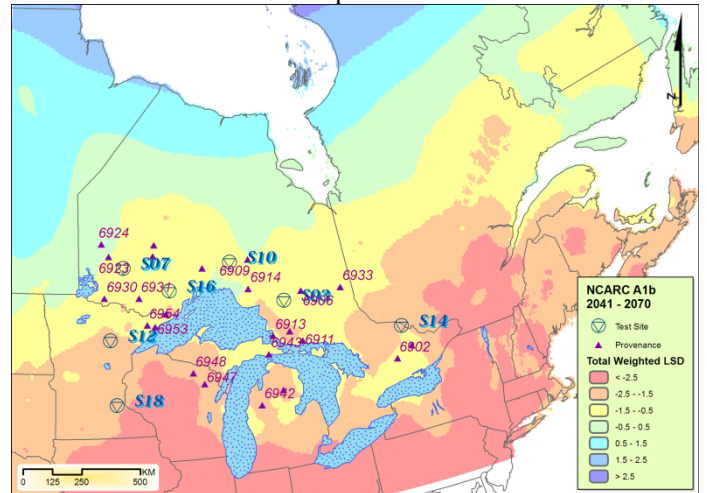 N
6924
6923
S07
S10
6909
6914
6933
6930
6931
S16
S03
6964
6953
6913
6911
S14
6902
S12
6943
6948
6947
6942
S18
NCARC A1b
2041 - 2070
Test Site
Provenance
Total Weighted LSD
< -2.5
-2.5 - -1.5
-1.5 - -0.5
-0.5 - 0.5
0.5 - 1.5
1.5 - 2.5
> 2.5
0 125 250 500
KM